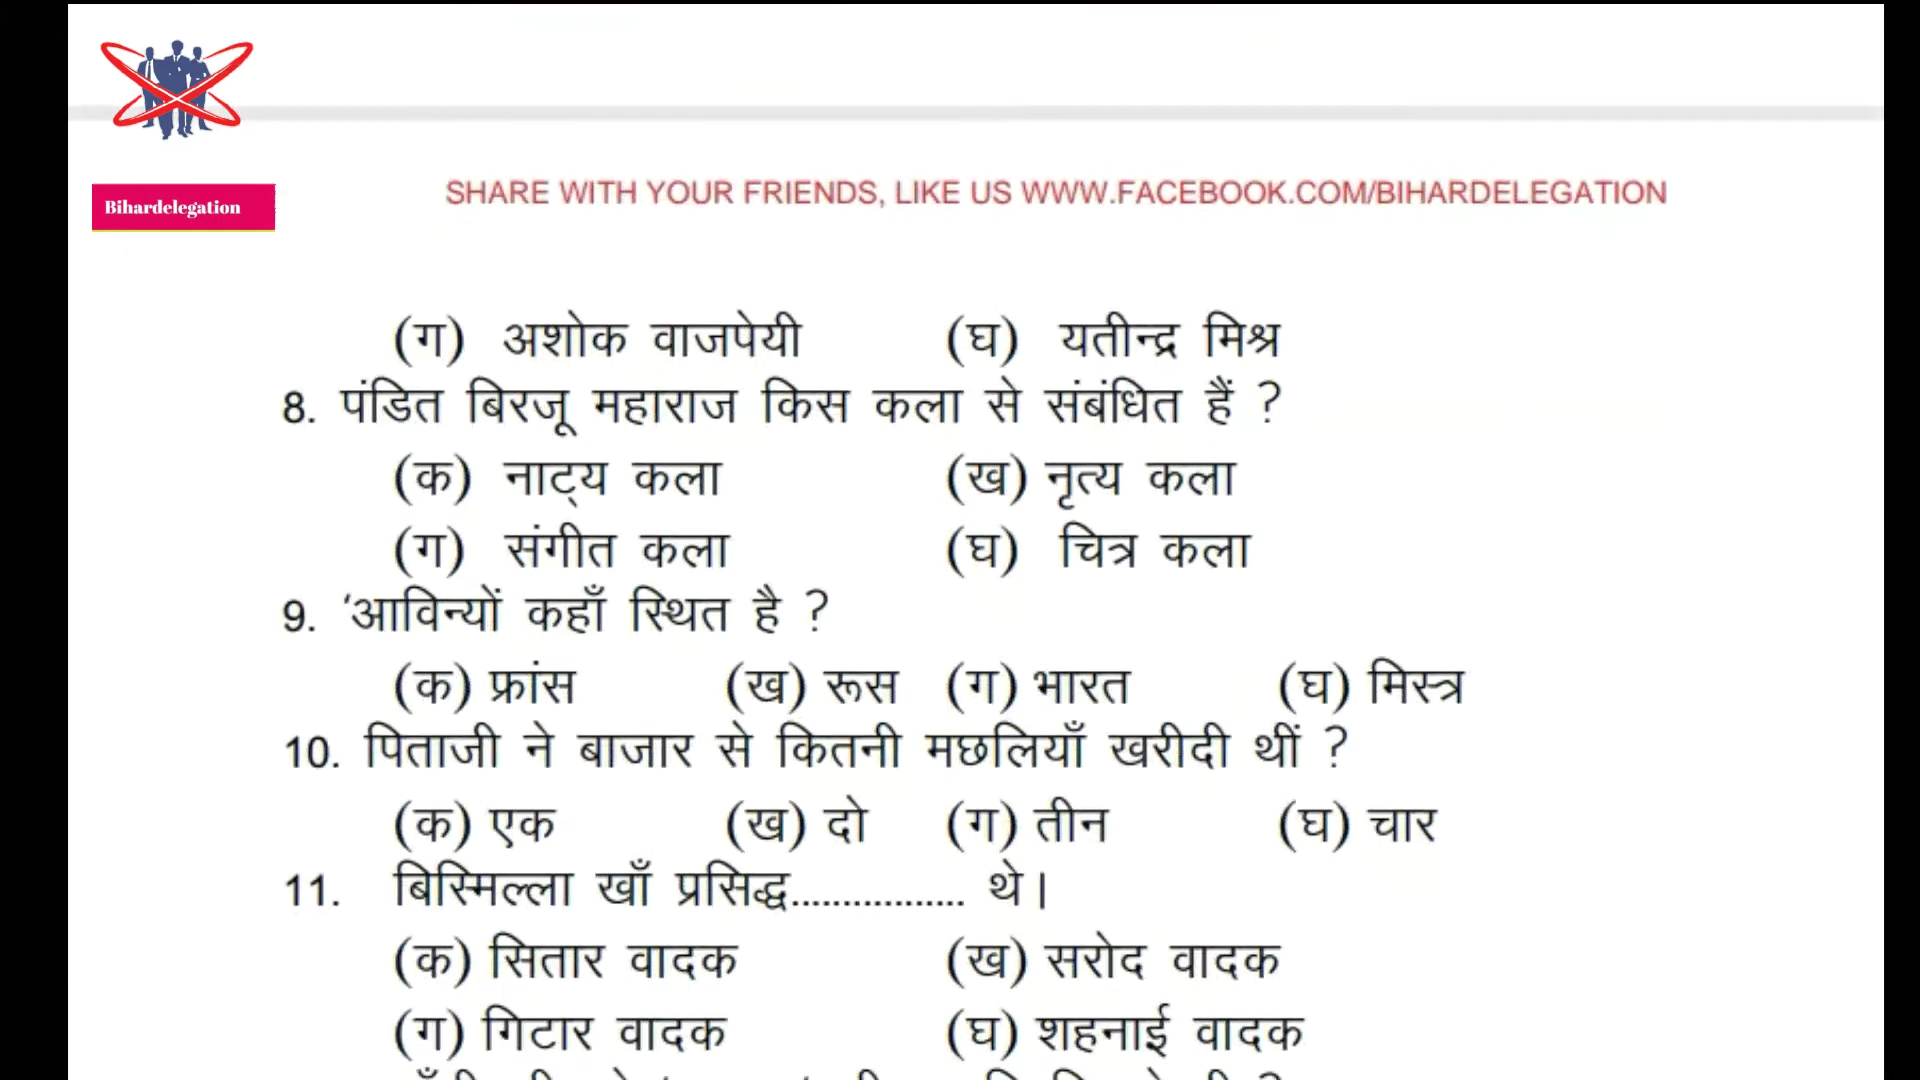 Bihardelegation
SHARE WITH YOUR FRIENDS, LIKE US WWW.FACEBOOK.COM/BIHARDELEGATION
(ग) अशोक वाजपेयी (घ) यतीन्द्र मिश्र
8. पंडित बिरजू महाराज किस कला से संबंधित हैं ?
(क) नाट्य कला (ख) नृत्य कला
(ग) संगीत कला (घ) चित्र कला
9. ‘आविन्यों कहाँ स्थित है ?
(क) फ्रांस (ख) रूस (ग) भारत (घ) मिस्त्र
10. पिताजी ने बाजार से कितनी मछलियाँ खरीदी थीं ?
(क) एक (ख) दो (ग) तीन (घ) चार
11. बिस्मिल्ला खाँ प्रसिद्ध................. थे।
(क) सितार वादक (ख) सरोद वादक
(ग) गिटार वादक (घ) शहनाई वादक